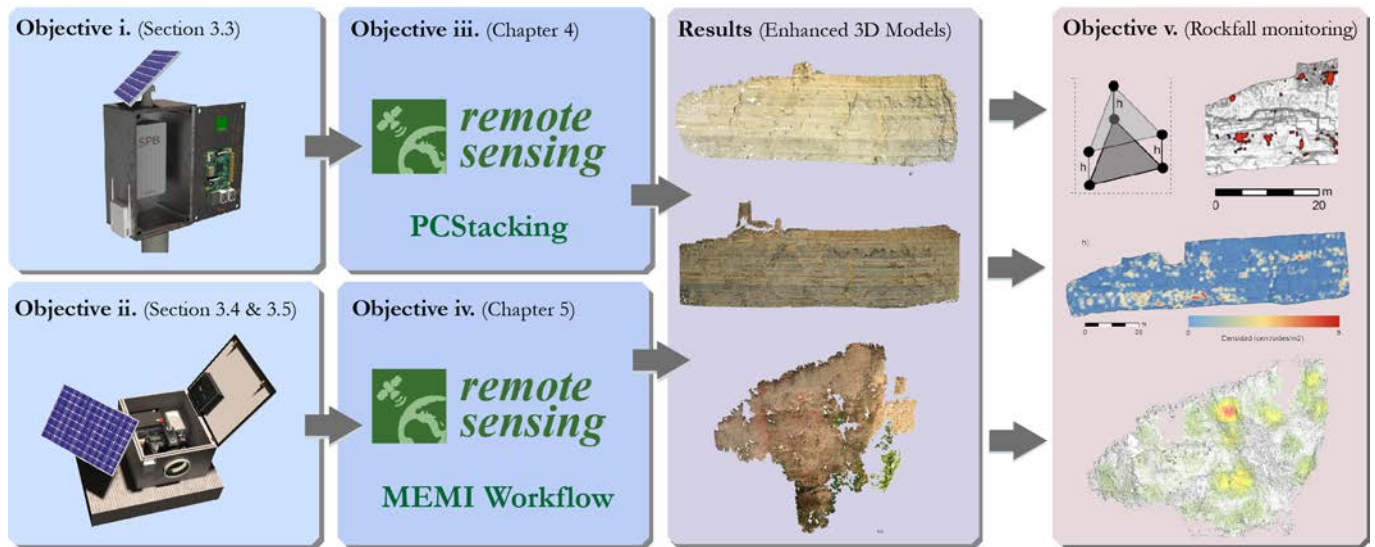 Objective i. (Section 3.3)
SPB
Objective iii. (Chapter 4)
remote
sensing
PCStacking
Results (Enhanced 3D Models)
Objective v. (Rockfall monitoring)
h
h
h
m
0 20
h)
0 20
0
Objective ii. (Section 3.4 & 3.5)
Objective iv. (Chapter 5)
remote
sensing
MEMI Workflow